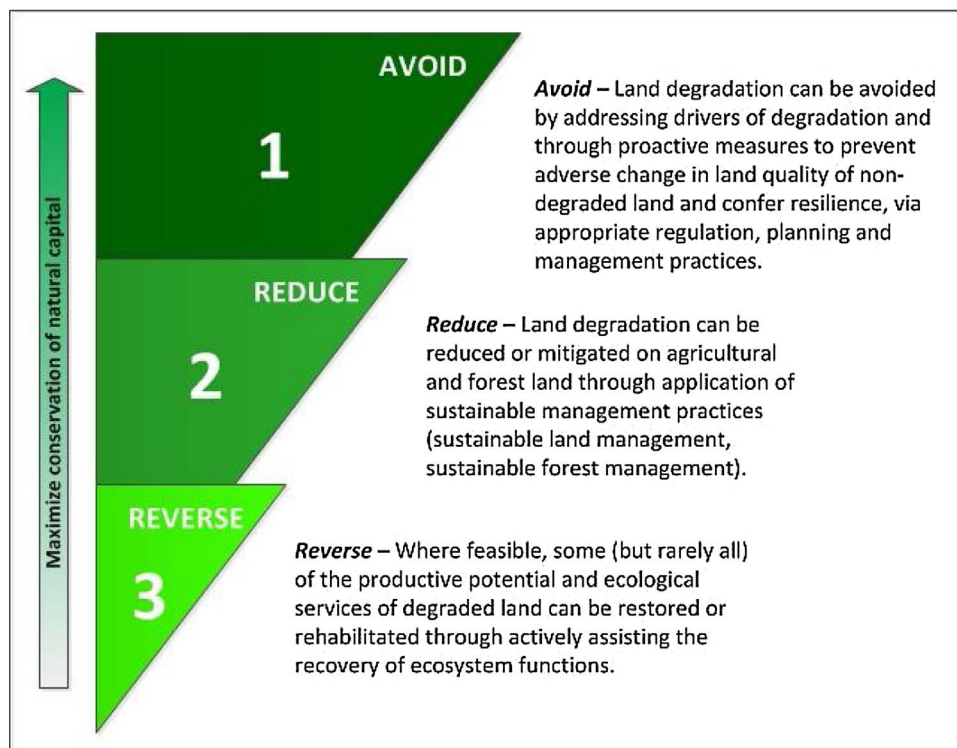 Maximize conservation of natural capital
AVOID
1
Avoid – Land degradation can be avoided
by addressing drivers of degradation and
through proactive measures to prevent
adverse change in land quality of non-
degraded land and confer resilience, via
appropriate regulation, planning and
management practices.
REDUCE
2
Reduce – Land degradation can be
reduced or mitigated on agricultural
and forest land through application of
sustainable management practices
(sustainable land management,
sustainable forest management).
REVERSE
3
Reverse – Where feasible, some (but rarely all)
of the productive potential and ecological
services of degraded land can be restored or
rehabilitated through actively assisting the
recovery of ecosystem functions.